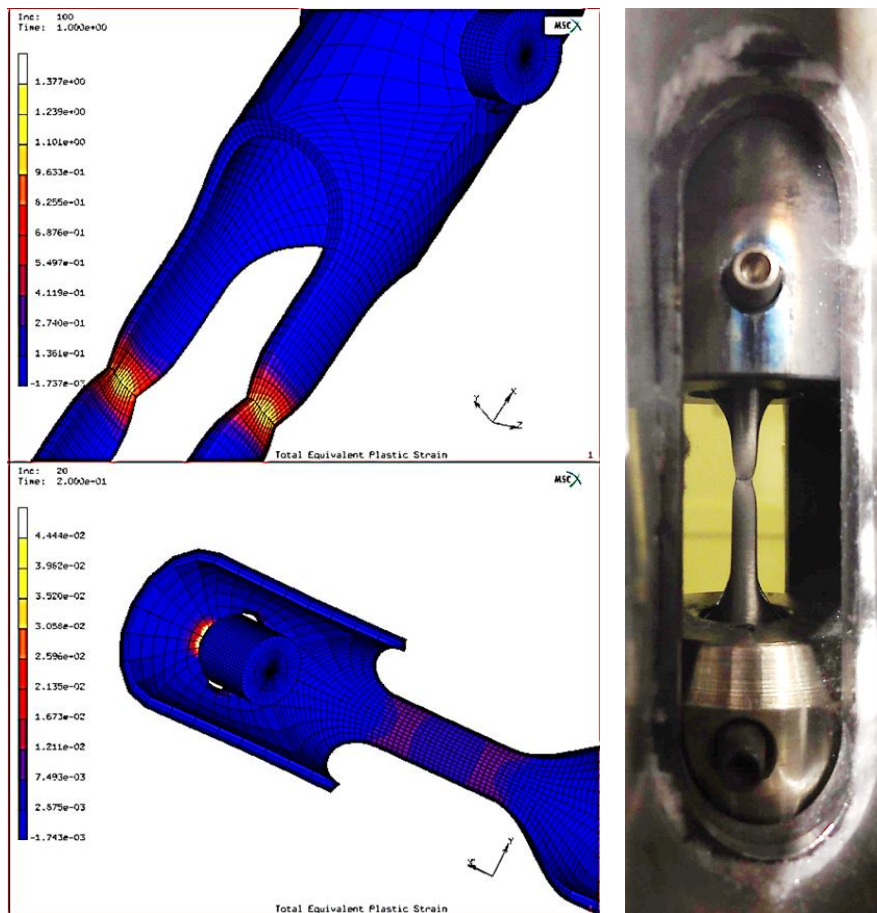 Inc: 100
Time: 1.000e+00
MSC
1.377e+00
1.239e+00
1.101e+00
9.633e-01
8.255e-01
6.876e-01
5.497e-01
4.119e-01
2.740e-01
1.361e-01
-1.737e-03
Y
X
Z
Total Equivalent Plastic Strain
1
Inc: 20
Time: 2.000e-01
MSC
4.444e-02
3.982e-02
3.520e-02
3.058e-02
2.596e-02
2.135e-02
1.673e-02
1.211e-02
7.493e-03
2.875e-03
-1.743e-03
Total Equivalent Plastic Strain